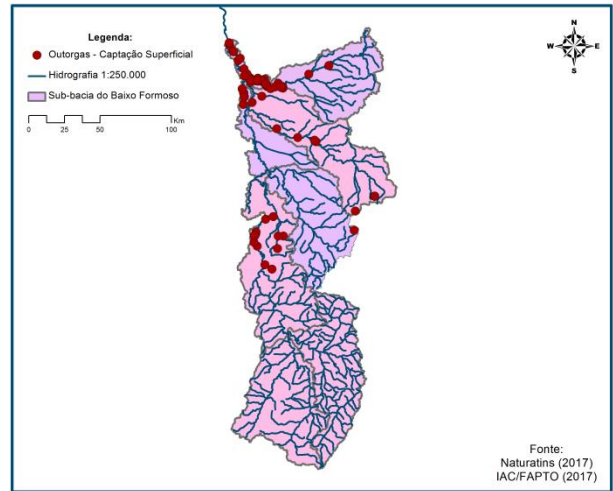 Legenda:
Outorgas - Captação Superficial
Hidrografia 1:250.000
Sub-bacia do Baixo Formoso
Km
0 25 50 100
N
W E
S
Fonte:
Naturatins (2017)
IAC/FAPTO (2017)